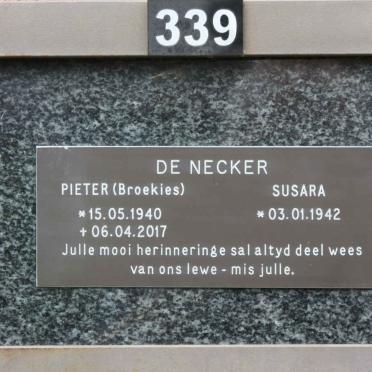 339
DE NECKER
PIETER (Broekies) SUSARA
*15.05.1940 *03.01.1942
✝06.04.2017
Julle mooi herinneringe sal altyd deel wees
van ons lewe - mis julle.